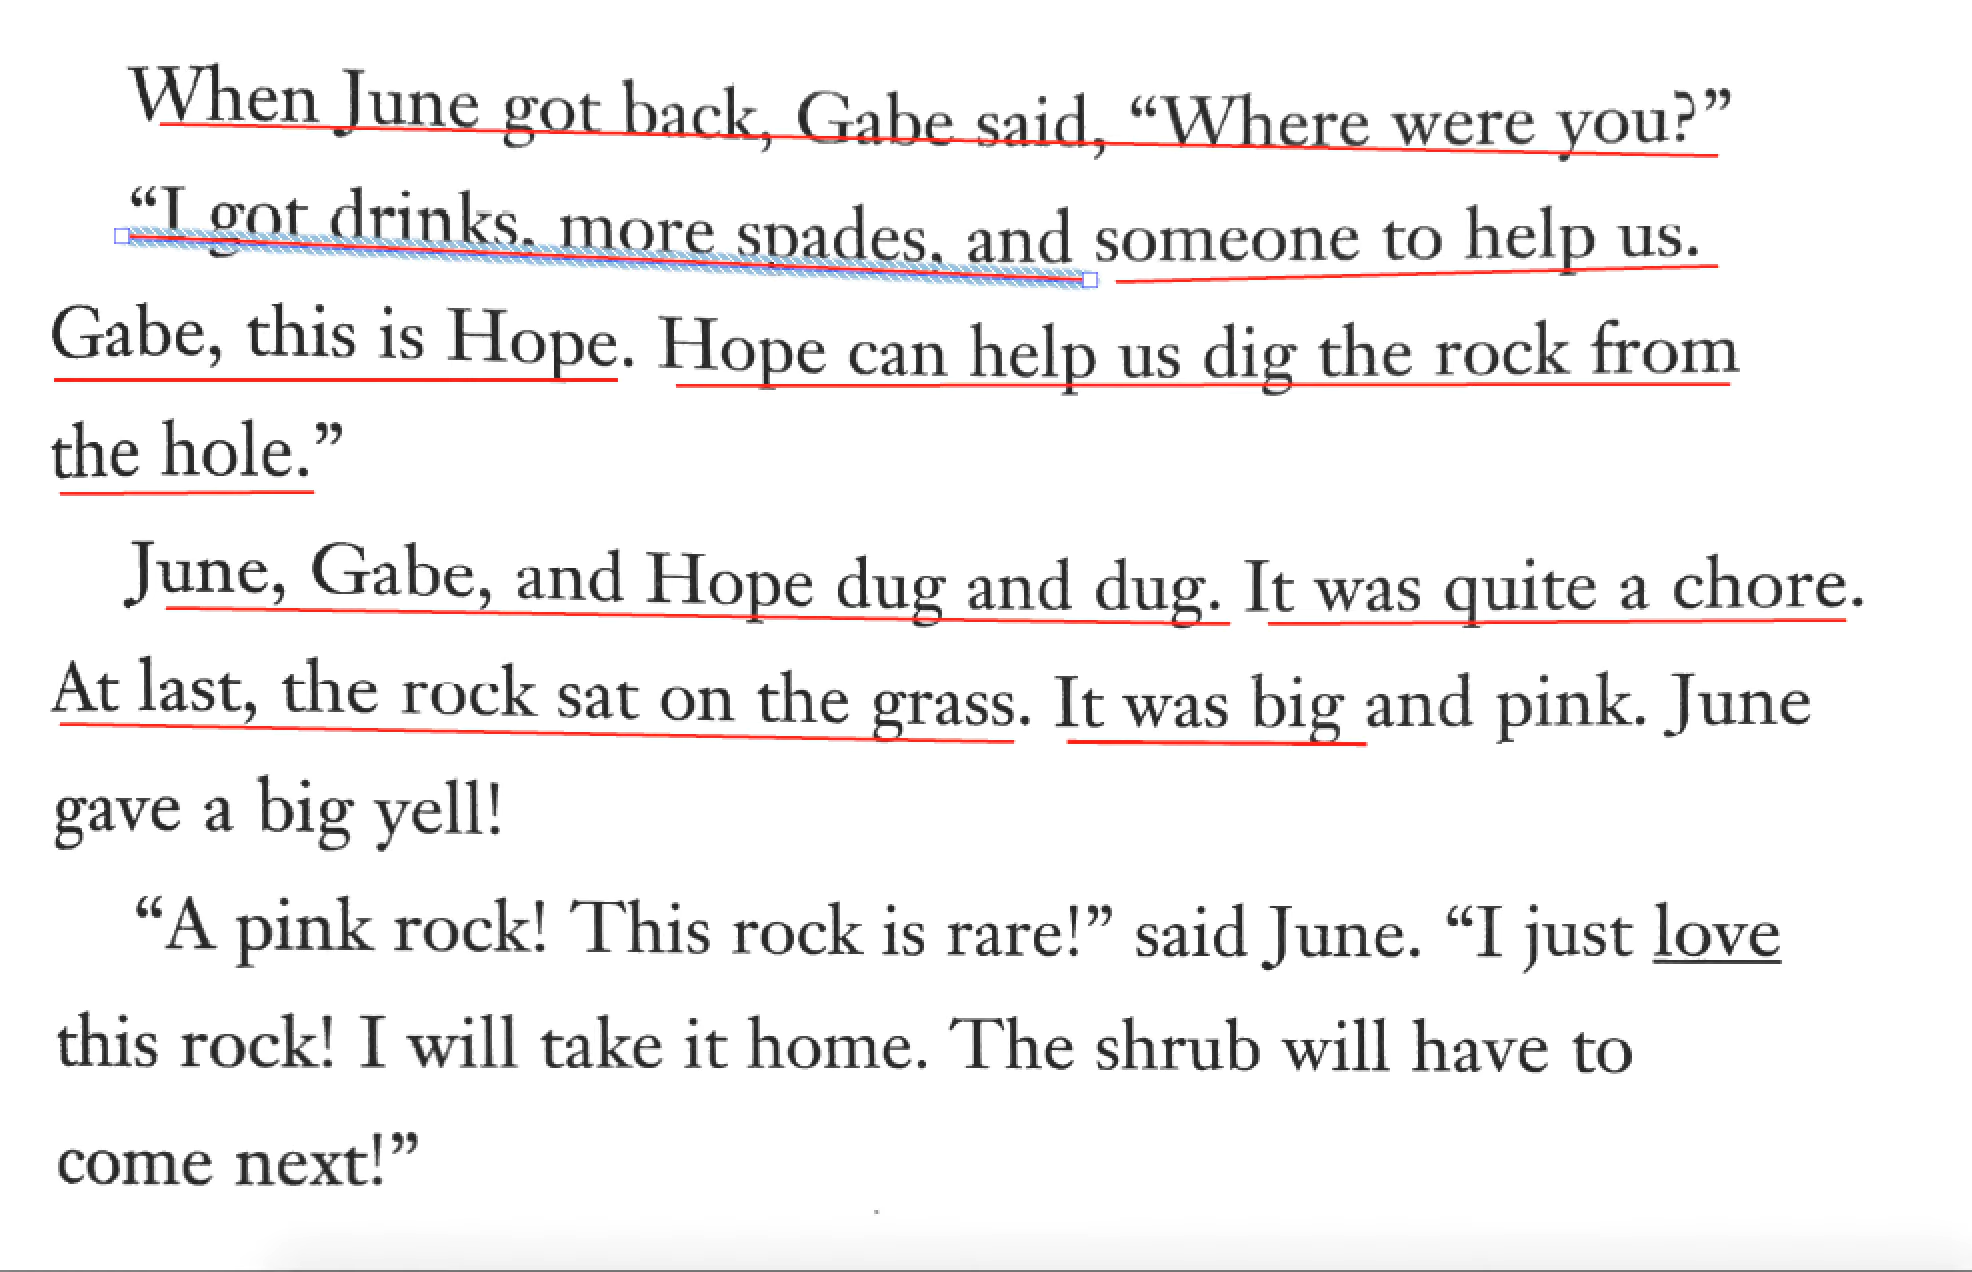 When June got back, Gabe said, “Where were you?”
“I got drinks, more spades, and someone to help us.
Gabe, this is Hope. Hope can help us dig the rock from
the hole.”
June, Gabe, and Hope dug and dug. It was quite a chore.
At last, the rock sat on the grass. It was big and pink. June
gave a big yell!
“A pink rock! This rock is rare!” said June. “I just love
this rock! I will take it home. The shrub will have to
come next!”